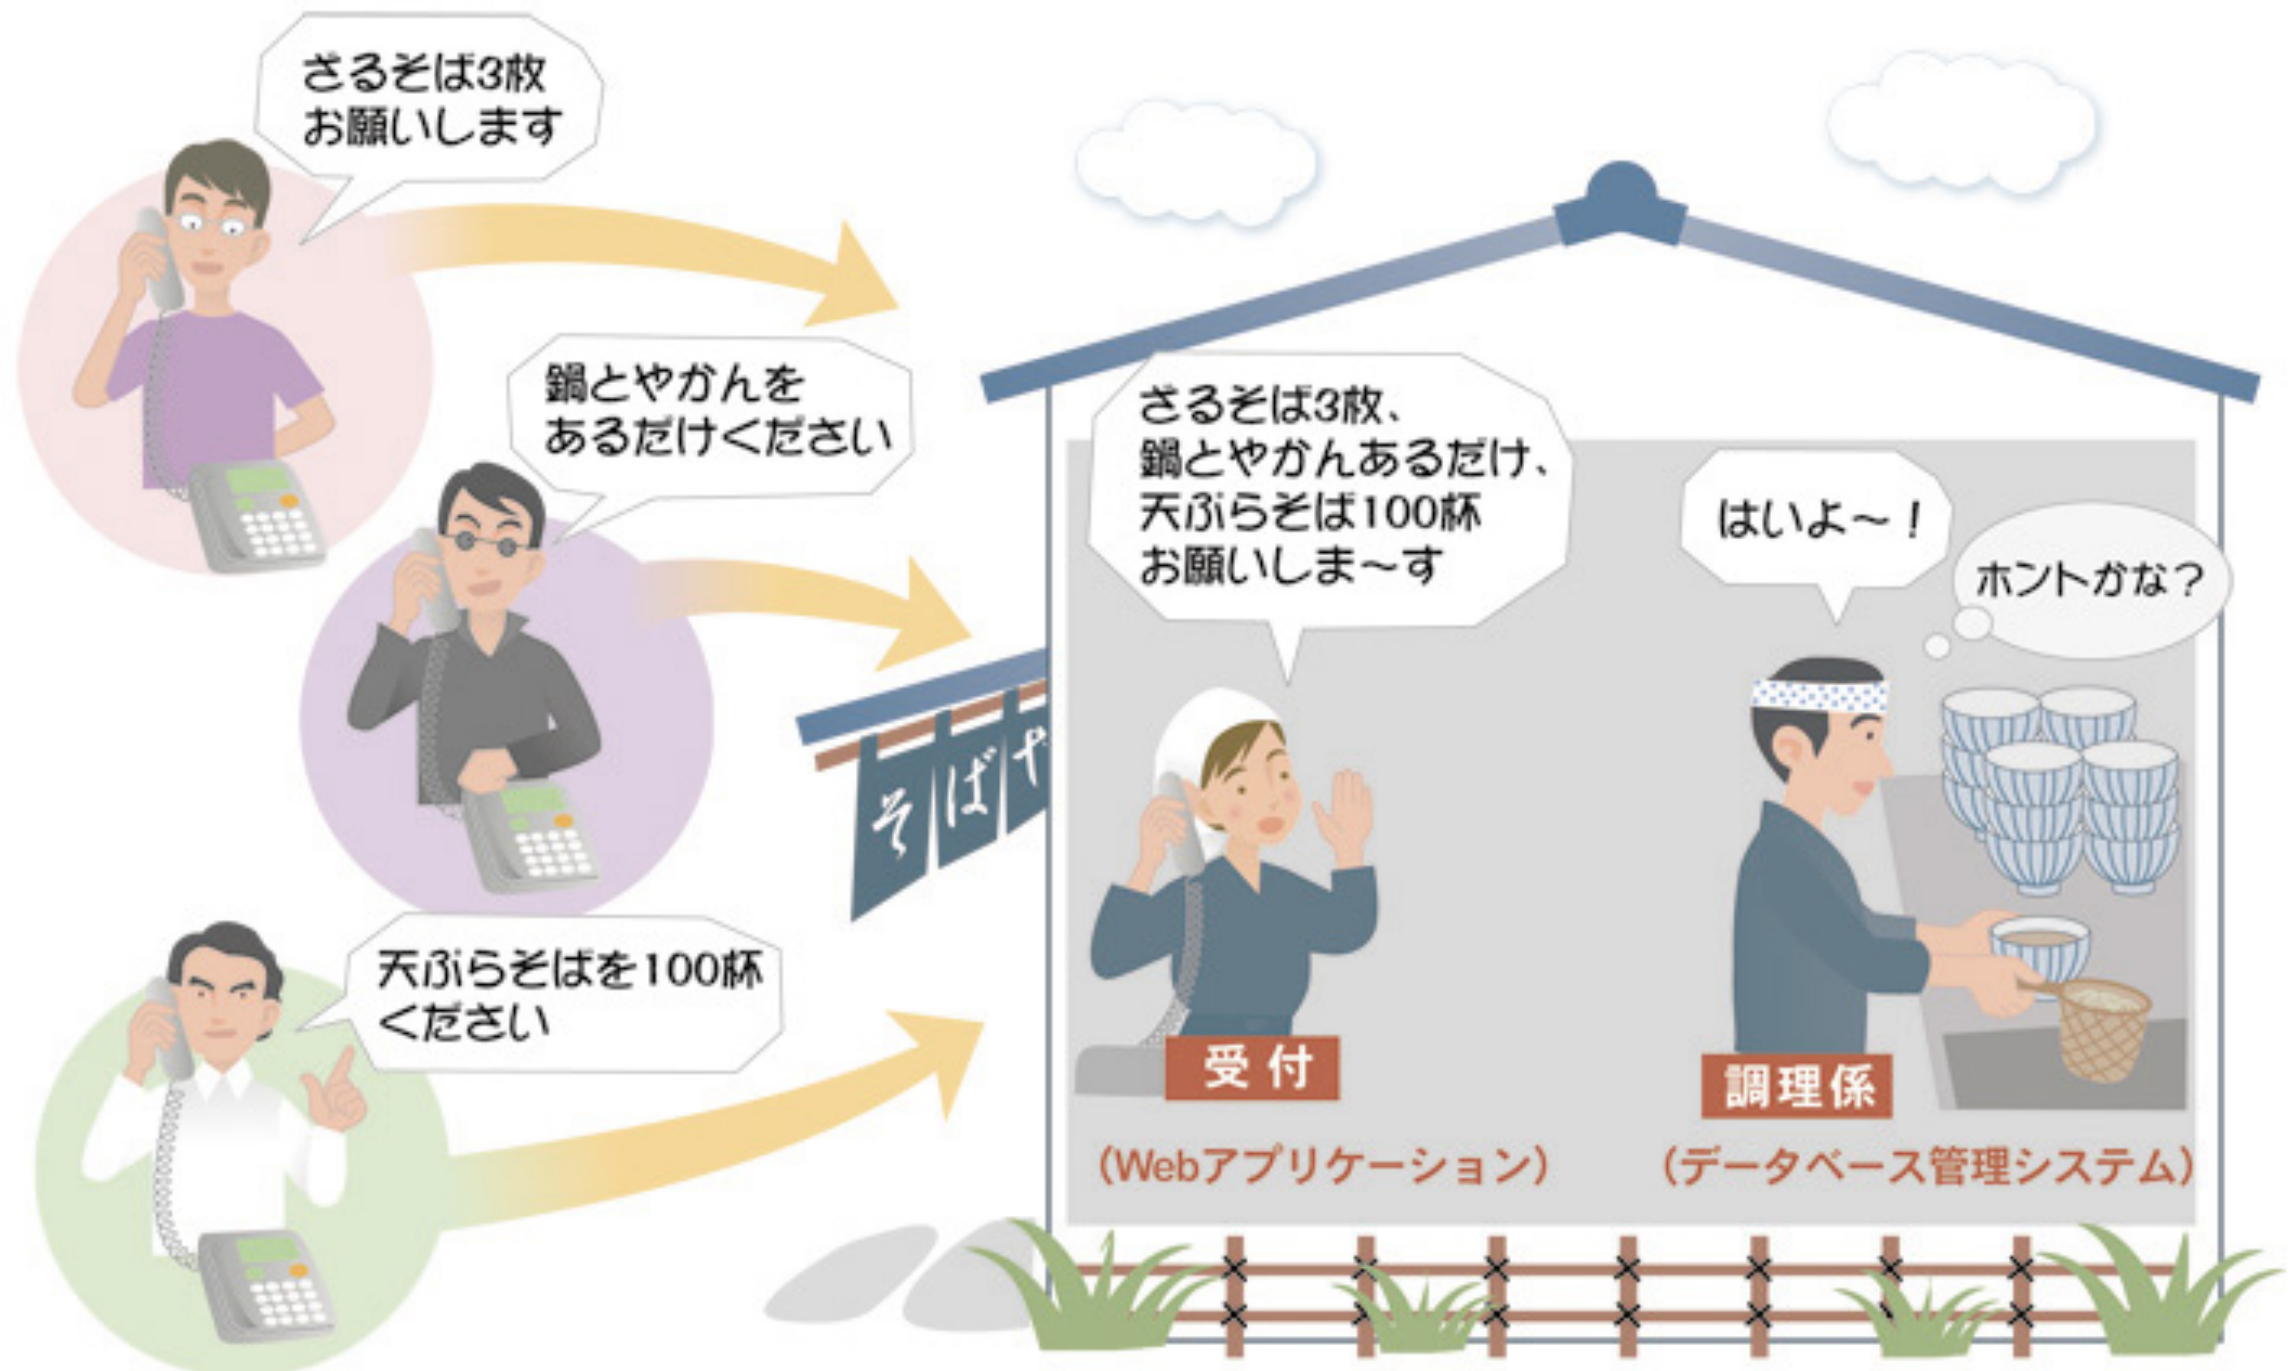 ざるそば3枚
お願いします
鍋とやかんを
あるだけください
天ぷらそばを100杯
ください
そばや
ざるそば3枚、
鍋とやかんあるだけ、
天ぷらそば100杯
お願いしま〜す
はいよ〜！
ホントかな？
受付
調理係
（Webアプリケーション）
（データベース管理システム）